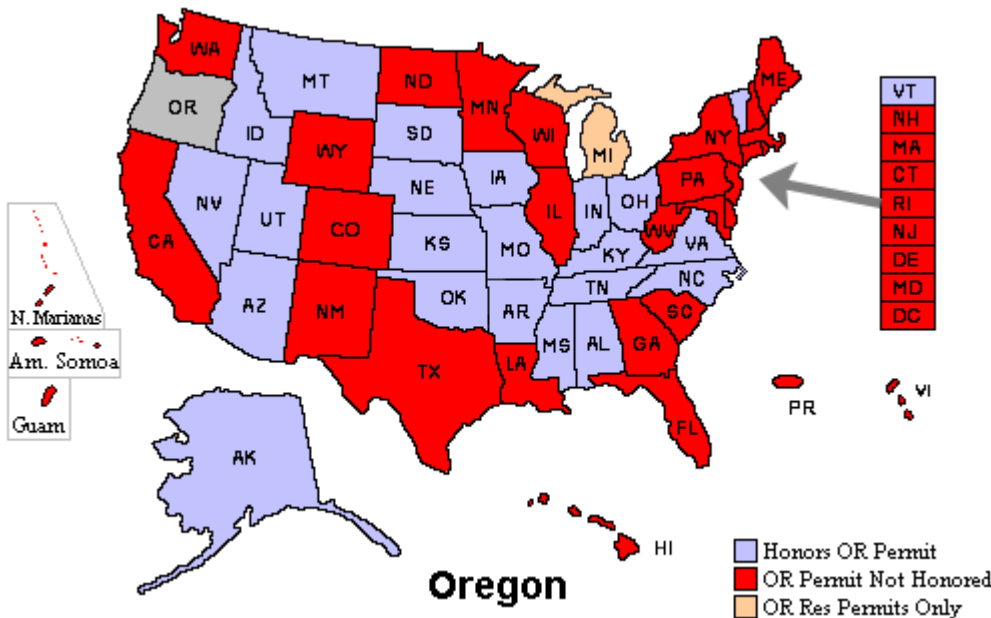 WA
OR
MT
ID
ND
MN
SD
WY
WI
MI
ME
NY
VT
NH
MA
CT
RI
NJ
DE
MD
DC
PA
NV
UT
CO
NE
IA
IL
IN
OH
WV
VA
KY
NC
TN
SC
KS
MO
CA
AZ
NM
OK
AR
MS
AL
GA
TX
LA
FL
N. Marianas
Am. Somoa
Guam
PR
VI
AK
HI
Oregon
Honors OR Permit
OR Permit Not Honored
OR Res Permits Only